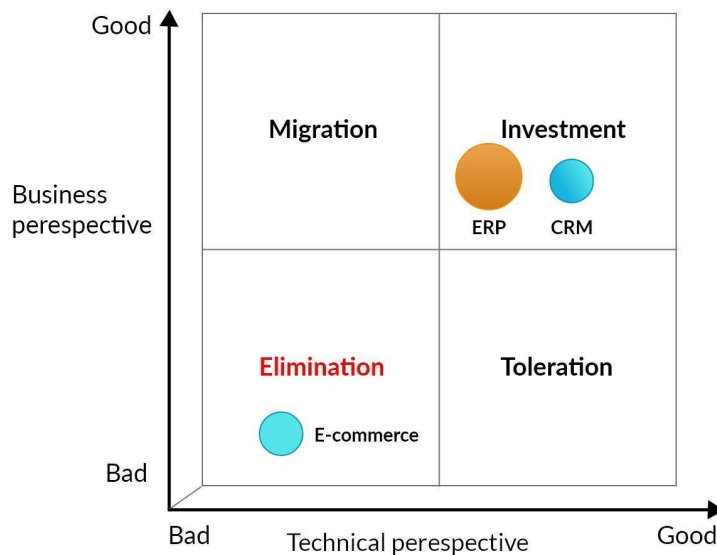 Good
Migration
Investment
Business
perespective
ERP
CRM
Elimination
Toleration
E-commerce
Bad
Bad
Technical perespective
Good